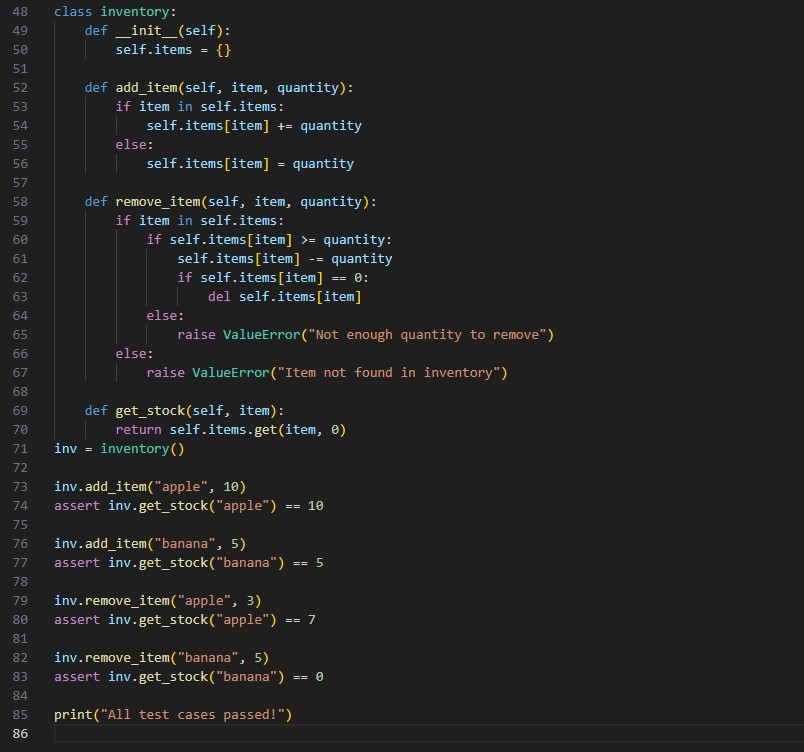 48 class inventory:
49     def __init__(self):
50         self.items = {}
51
52     def add_item(self, item, quantity):
53         if item in self.items:
54             self.items[item] += quantity
55         else:
56             self.items[item] = quantity
57
58     def remove_item(self, item, quantity):
59         if item in self.items:
60             if self.items[item] >= quantity:
61                 self.items[item] -= quantity
62                 if self.items[item] == 0:
63                     del self.items[item]
64             else:
65                 raise ValueError("Not enough quantity to remove")
66         else:
67             raise ValueError("Item not found in inventory")
68
69     def get_stock(self, item):
70         return self.items.get(item, 0)
71 inv = inventory()
72
73 inv.add_item("apple", 10)
74 assert inv.get_stock("apple") == 10
75
76 inv.add_item("banana", 5)
77 assert inv.get_stock("banana") == 5
78
79 inv.remove_item("apple", 3)
80 assert inv.get_stock("apple") == 7
81
82 inv.remove_item("banana", 5)
83 assert inv.get_stock("banana") == 0
84
85 print("All test cases passed!")
86